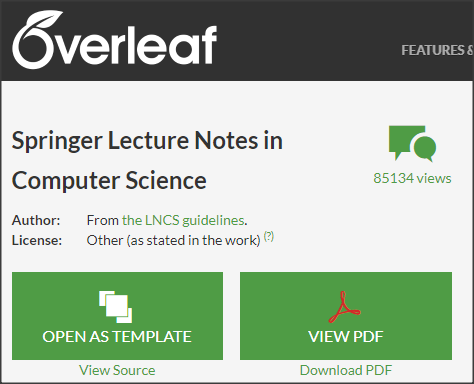 Overleaf
FEATURES &
Springer Lecture Notes in
Computer Science
85134 views
Author: From the LNCS guidelines.
License: Other (as stated in the work) (?)
OPEN AS TEMPLATE
VIEW PDF
View Source
Download PDF